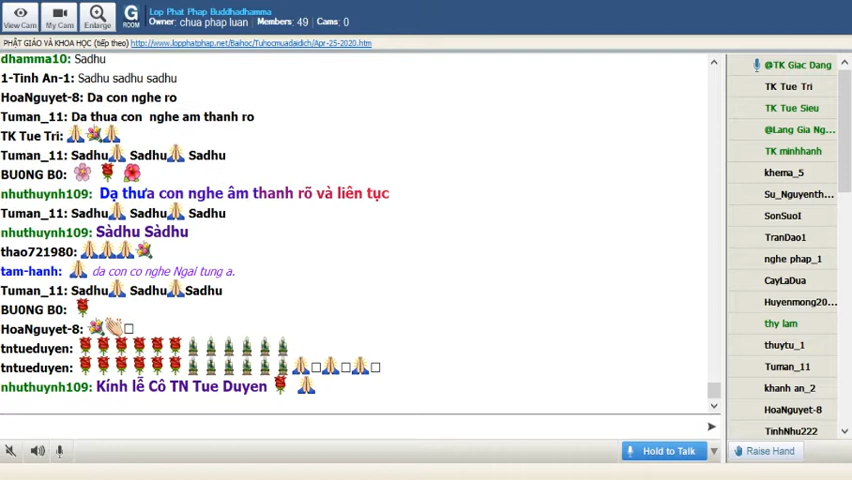 View Cam
My Cam
Enlarge
G
ROOM
Lop Phat Phap Buddhadhamma
Owner: chua phap luan Members: 49 Cams: 0
PHẬT GIÁO VÀ KHOA HỌC (tiếp theo) http://www.lopphatphap.net/Baihoc/Tuhocmuadaidich/Apr-25-2020.htm
dhamma10: Sadhu
1-Tinh An-1: Sadhu sadhu sadhu
HoaNguyet-8: Da con nghe ro
Tuman_11: Da thua con nghe am thanh ro
TK Tue Tri:
Tuman_11: Sadhu Sadhu Sadhu
BU0NG B0:
nhuthuynh109: Dạ thưa con nghe âm thanh rõ và liên tục
Tuman_11: Sadhu Sadhu Sadhu
nhuthuynh109: Sàdhu Sàdhu
thao721980:
tam-hanh: da con co nghe Ngai tung a.
Tuman_11: Sadhu Sadhu Sadhu
BU0NG B0:
HoaNguyet-8:
tntueduyen:
tntueduyen:
nhuthuynh109: Kính lễ Cô TN Tue Duyen
@TK Giac Dang
TK Tue Tri
TK Tue Sieu
@Lang Gia Ng...
TK minhhanh
khema_5
Su_Nguyenth...
SonSuoI
TranDao1
nghe phap_1
CayLaDua
Huyenmong20...
thy lam
thuytu_1
Tuman_11
khanh an_2
HoaNguyet-8
TinhNhu222
Hold to Talk
Raise Hand